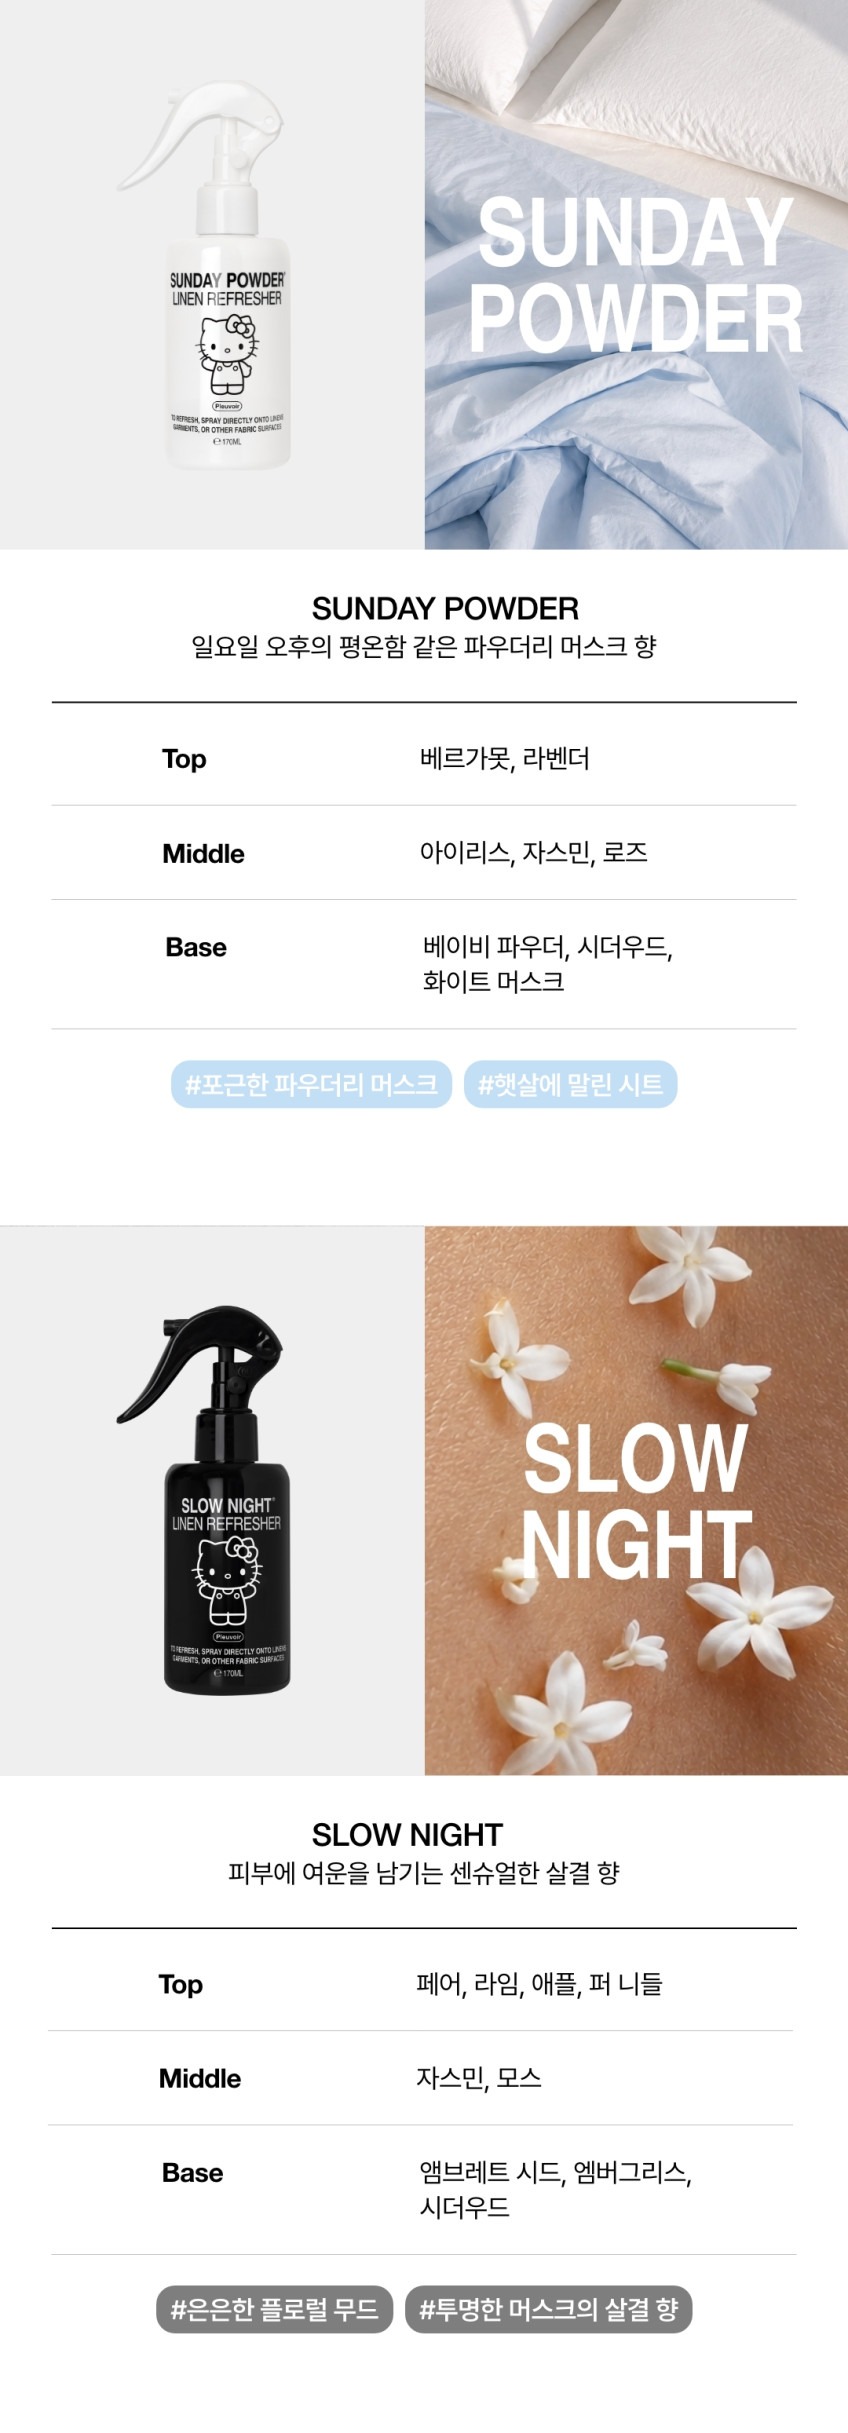 SUNDAY POWDER
LINEN REFRESHER
Pleuvoir
TO REFRESH, SPRAY DIRECTLY ONTO LINENS
GARMENTS, OR OTHER FABRIC SURFACES
℮ 170ML
SUNDAY
POWDER
SUNDAY POWDER
일요일 오후의 평온함 같은 파우더리 머스크 향
Top 베르가못, 라벤더
Middle 아이리스, 자스민, 로즈
Base 베이비 파우더, 시더우드,
화이트 머스크
#포근한 파우더리 머스크 #햇살에 말린 시트
SLOW NIGHT®
LINEN REFRESHER
Pleuvoir
TO REFRESH, SPRAY DIRECTLY ONTO LINENS
GARMENTS, OR OTHER FABRIC SURFACES
℮ 170ML
SLOW
NIGHT
SLOW NIGHT
피부에 여운을 남기는 센슈얼한 살결 향
Top 페어, 라임, 애플, 퍼 니들
Middle 자스민, 모스
Base 앰브레트 시드, 엠버그리스,
시더우드
#은은한 플로럴 무드 #투명한 머스크의 살결 향